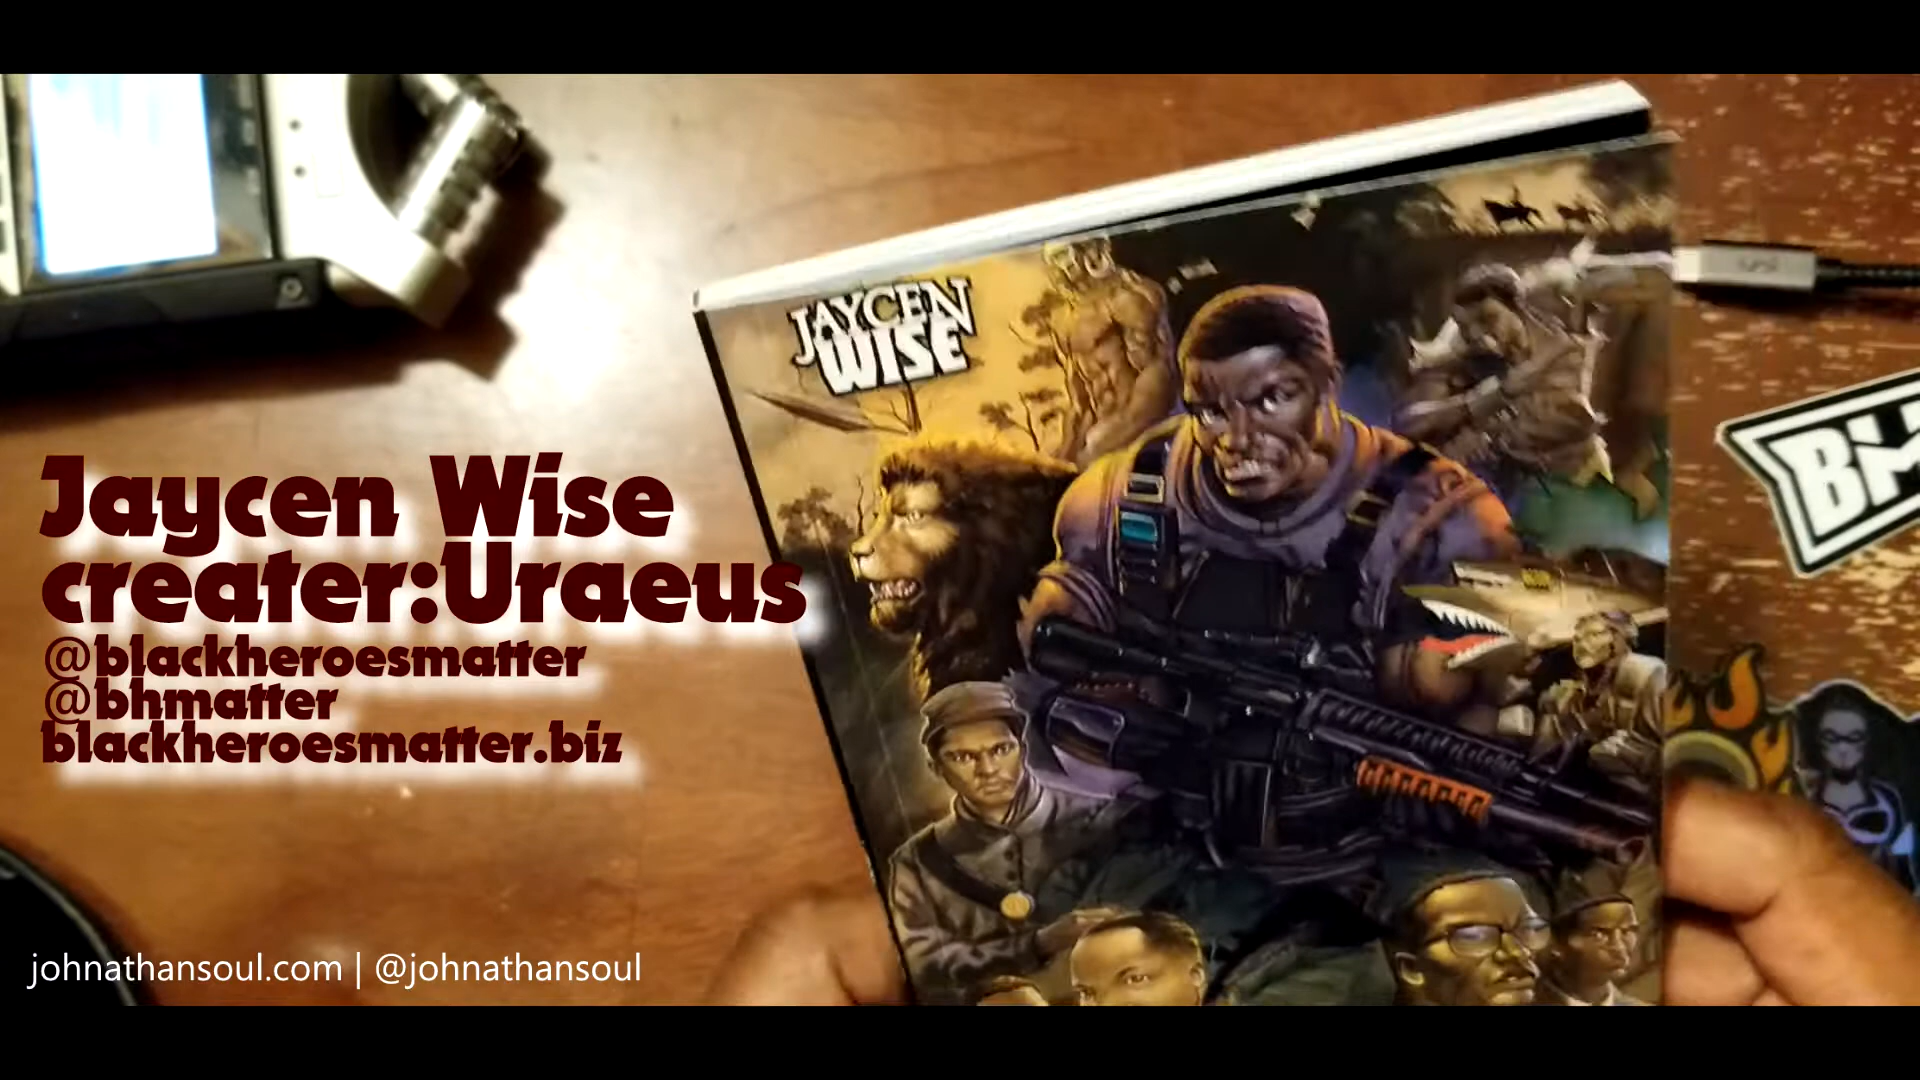 JAYCEN
WISE
Jaycen Wise
creater:Uraeus
@blackheroesmatter
@bhmatter
blackheroesmatter.biz
johnathansoul.com | @johnathansoul